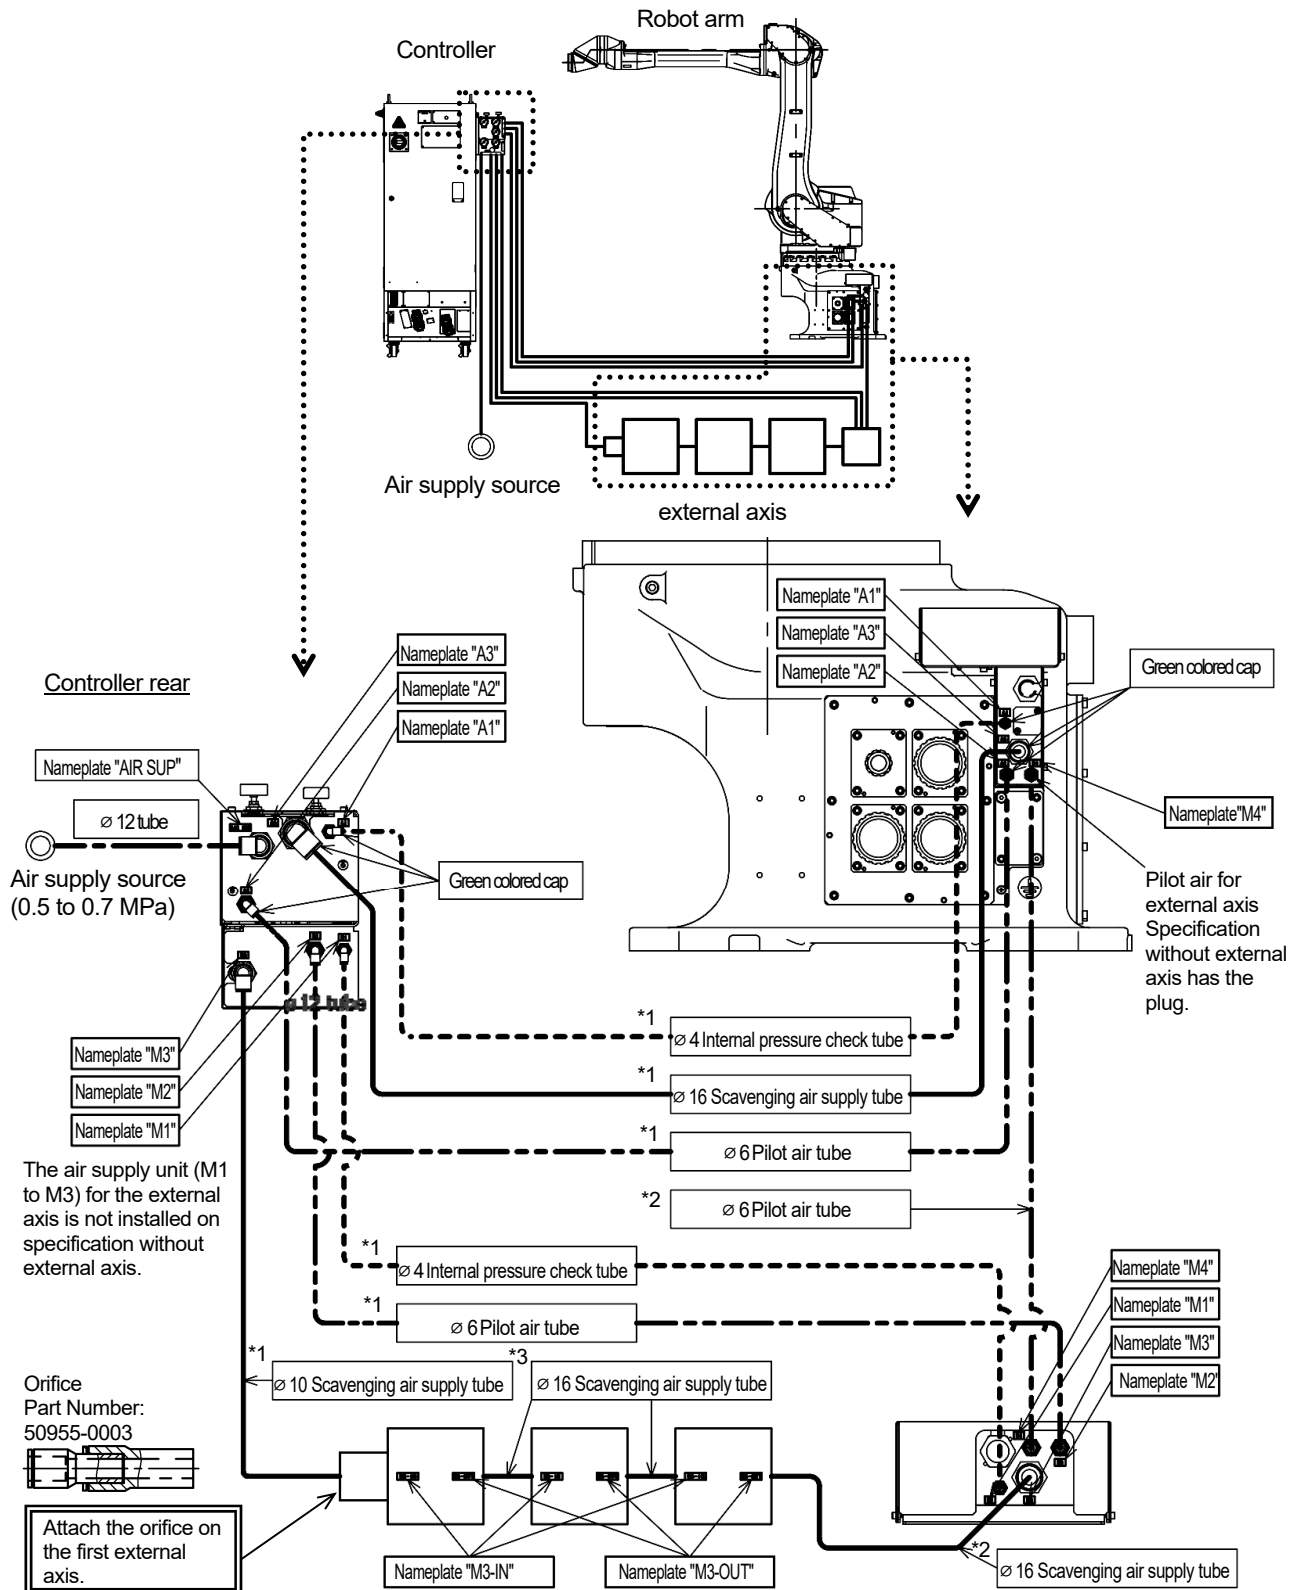 Robot arm
Controller
Air supply source
external axis
Nameplate "A1"
Nameplate "A3"
Nameplate "A2"
Green colored cap
Nameplate"M4"
Pilot air for
external axis
Specification
without external
axis has the
plug.
Controller rear
Nameplate "A3"
Nameplate "A2"
Nameplate "A1"
Nameplate "AIR SUP"
⌀ 12 tube
Air supply source
(0.5 to 0.7 MPa)
Green colored cap
ø 12 tube
Nameplate "M3"
Nameplate "M2"
Nameplate "M1"
The air supply unit (M1
to M3) for the external
axis is not installed on
specification without
external axis.
*1
⌀ 4 Internal pressure check tube
*1
⌀ 16 Scavenging air supply tube
*1
⌀ 6 Pilot air tube
*2
⌀ 6 Pilot air tube
*1
⌀ 4 Internal pressure check tube
*1
⌀ 6 Pilot air tube
*1
⌀ 10 Scavenging air supply tube
*3
⌀ 16 Scavenging air supply tube
Nameplate "M4"
Nameplate "M1"
Nameplate "M3"
Nameplate "M2"
Orifice
Part Number:
50955-0003
Attach the orifice on
the first external
axis.
Nameplate "M3-IN"
Nameplate "M3-OUT"
*2
⌀ 16 Scavenging air supply tube